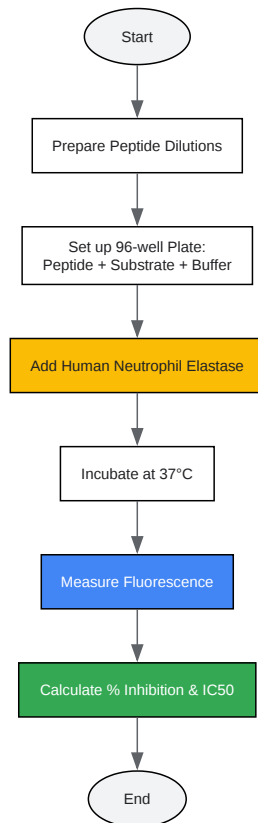 Start
Prepare Peptide Dilutions
Set up 96-well Plate:
Peptide + Substrate + Buffer
Add Human Neutrophil Elastase
Incubate at 37°C
Measure Fluorescence
Calculate % Inhibition & IC50
End